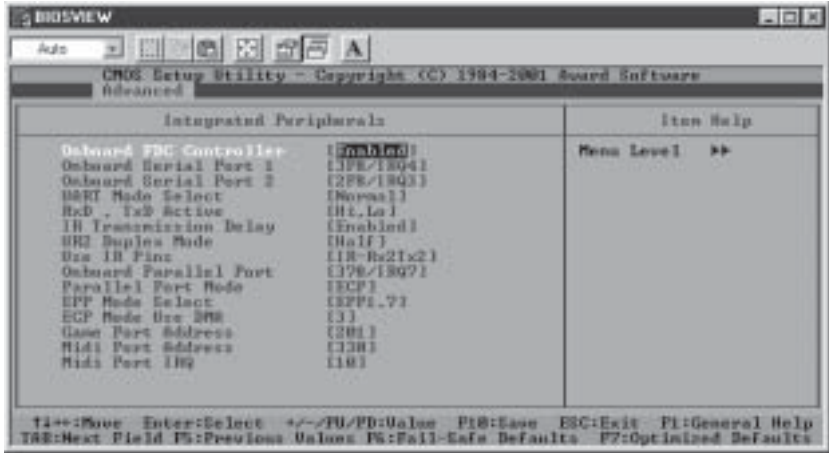 BIOSVIEW
Auto
A
CMOS Setup Utility - Copyright (C) 1984-2001 Award Software
Advanced
Integrated Peripherals
Item Help
Onboard FDC Controller [Enabled]
Menu Level ▶▶
Onboard Serial Port 1 [3F8/IRQ4]
Onboard Serial Port 2 [2F8/IRQ3]
UART Mode Select [Normal]
RxD , TxD Active [Hi,Lo]
IR Transmission Delay [Enabled]
UR2 Duplex Mode [Half]
Use IR Pins [IR-Rx2Tx2]
Onboard Parallel Port [378/IRQ7]
Parallel Port Mode [ECP]
EPP Mode Select [EPP1.7]
ECP Mode Use DMA [3]
Game Port Address [201]
Midi Port Address [330]
Midi Port IRQ [10]
↑↓→←:Move Enter:Select +/-/PU/PD:Value F10:Save ESC:Exit F1:General Help
TAB:Next Field F5:Previous Values F6:Fail-Safe Defaults F7:Optimized Defaults